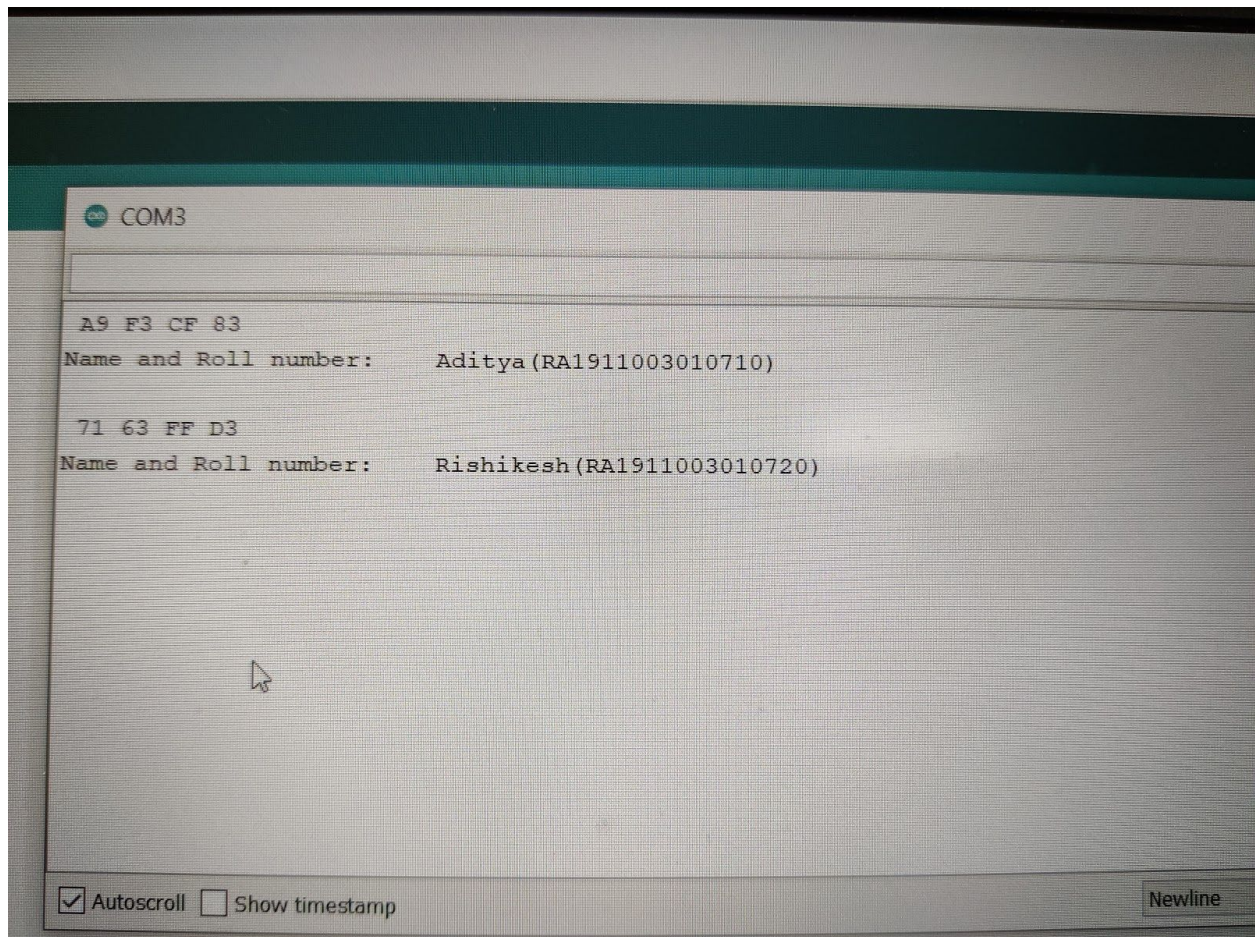 COM3
A9 F3 CF 83
Name and Roll number: Aditya(RA1911003010710)
71 63 FF D3
Name and Roll number: Rishikesh(RA1911003010720)
Autoscroll Show timestamp Newline